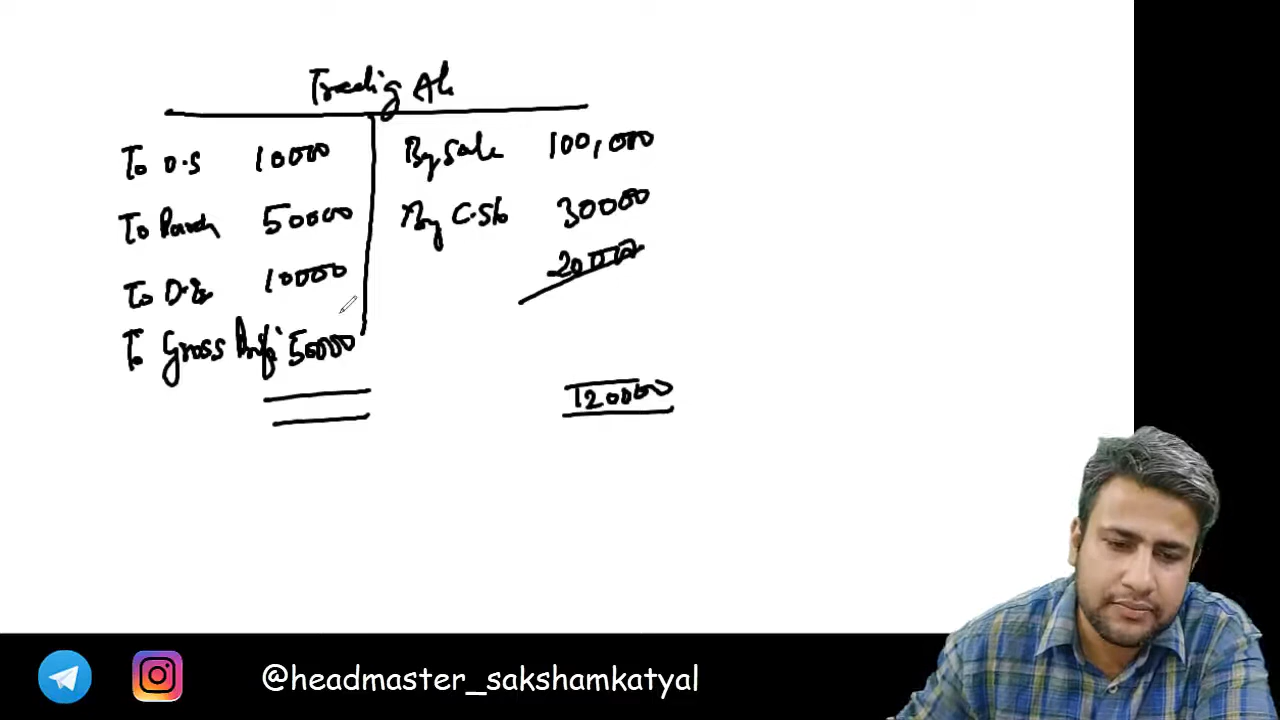 Trading A/c
To O.S 10000 By Sale 100,000
To Purch 50000 By C.Stk 30000
20000
To D.E 10000
To Gross Profit 50000
120000
@headmaster_sakshamkatyal